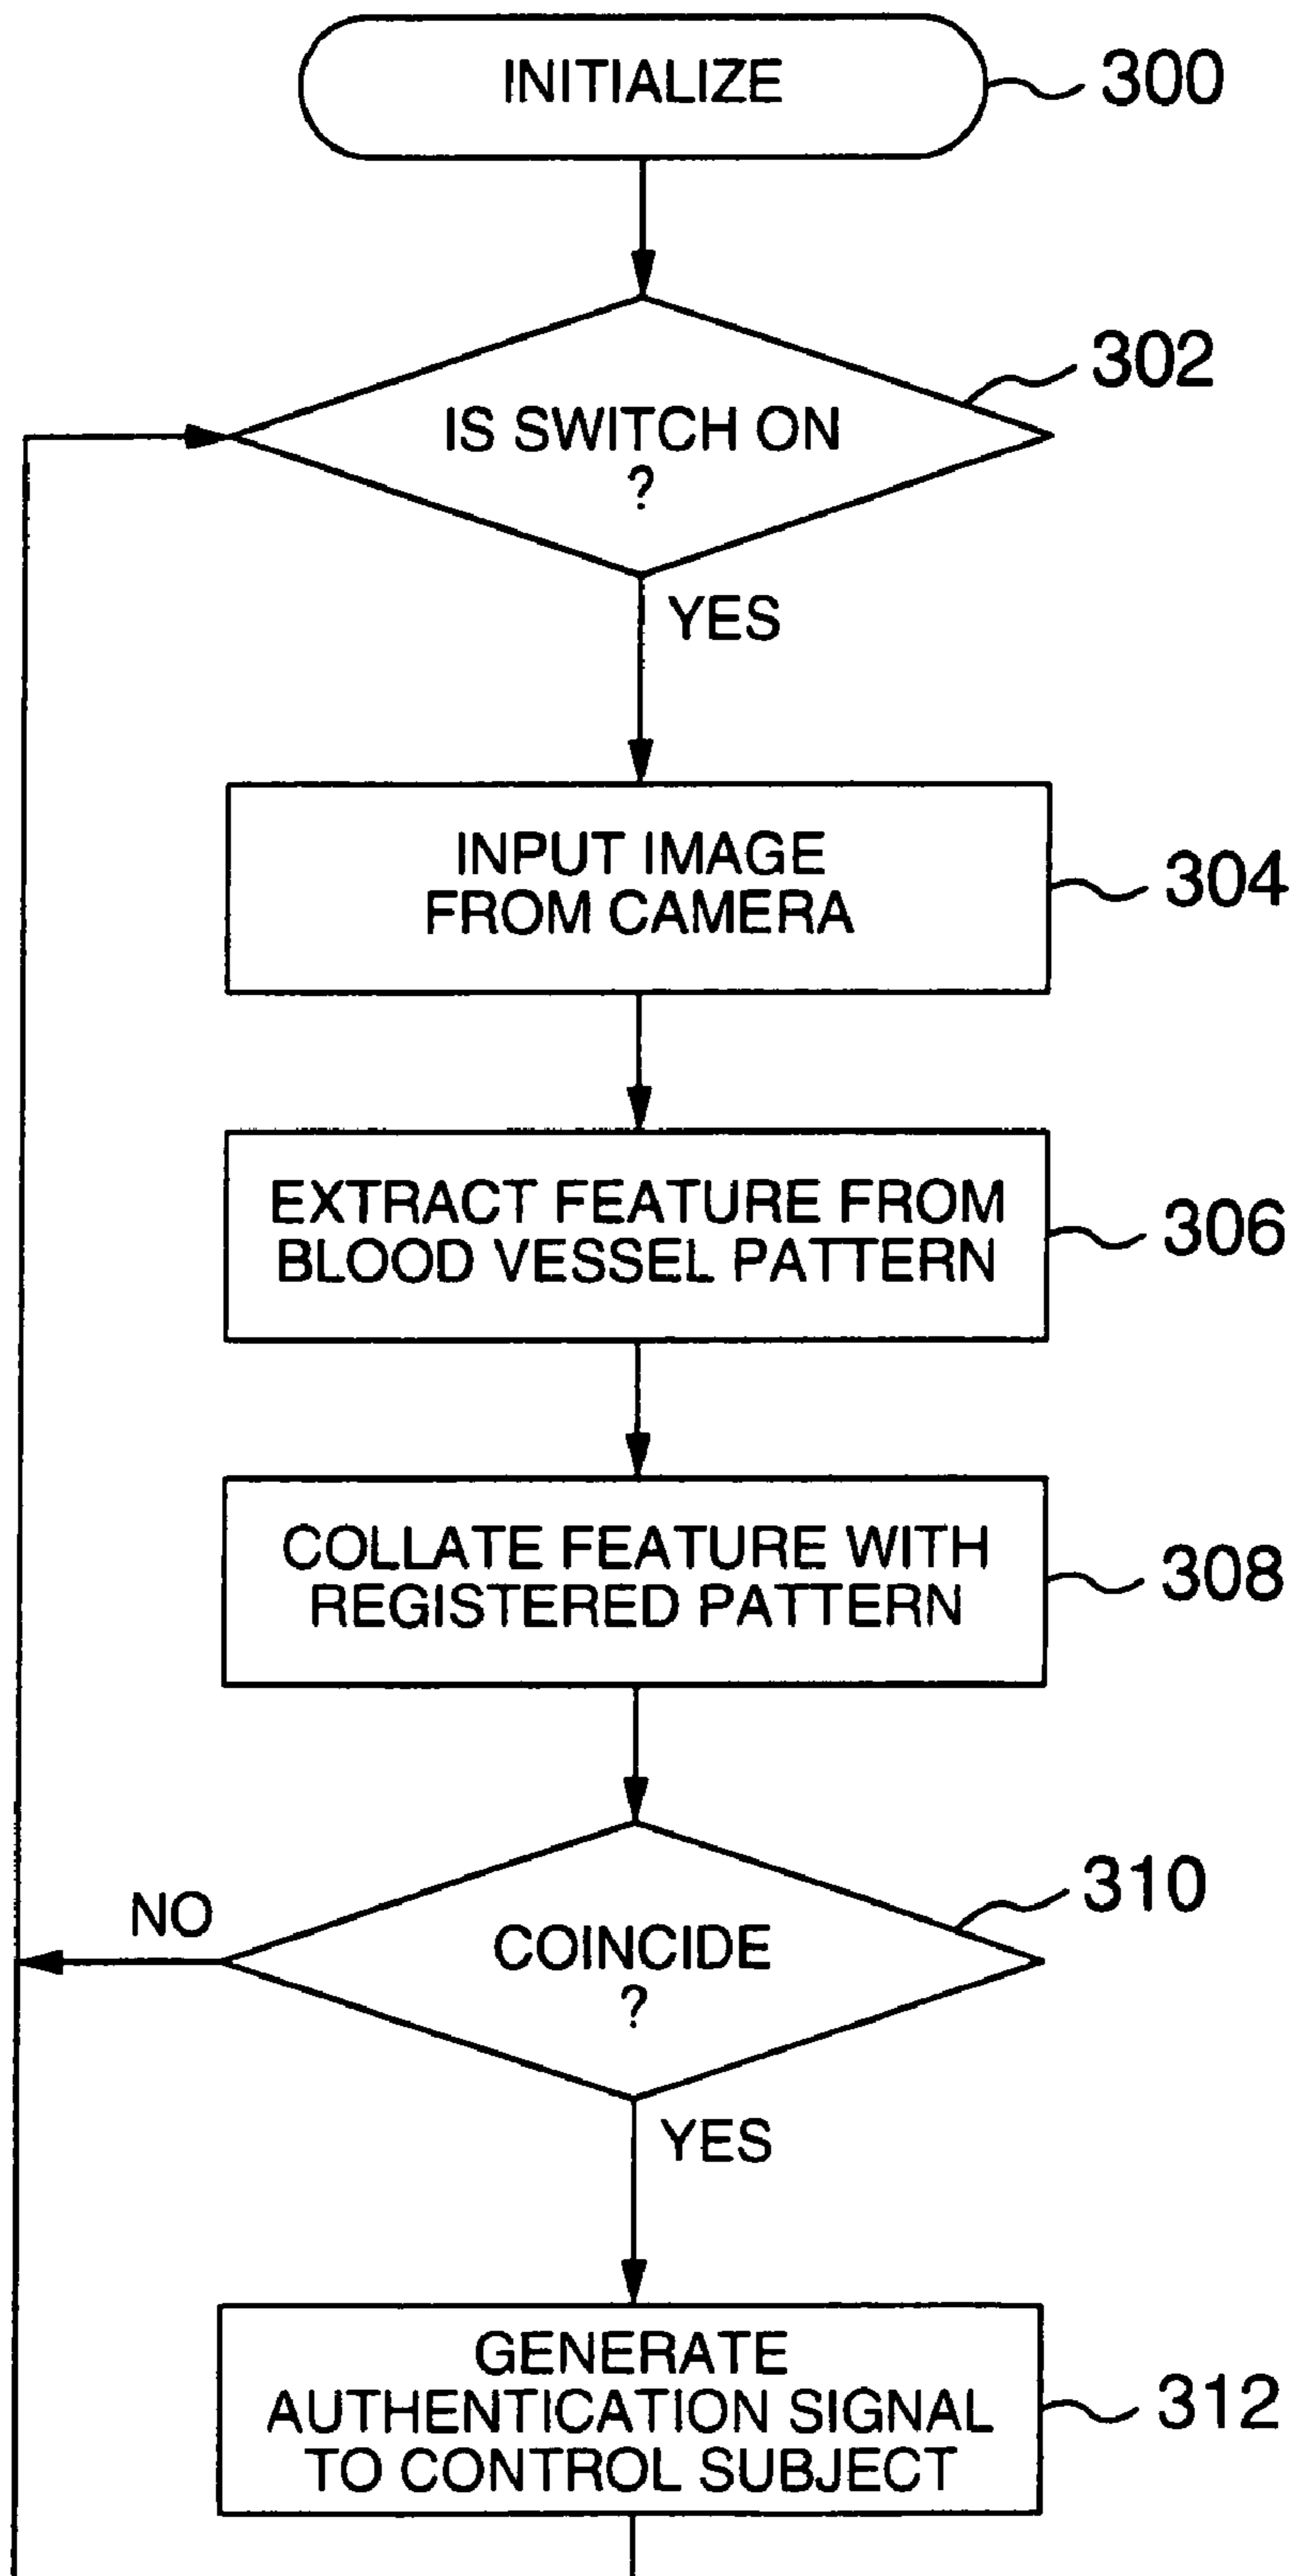 INITIALIZE
300
302
IS SWITCH ON
?
YES
INPUT IMAGE
FROM CAMERA
304
EXTRACT FEATURE FROM
BLOOD VESSEL PATTERN
306
COLLATE FEATURE WITH
REGISTERED PATTERN
308
310
NO
COINCIDE
?
YES
GENERATE
AUTHENTICATION SIGNAL
TO CONTROL SUBJECT
312